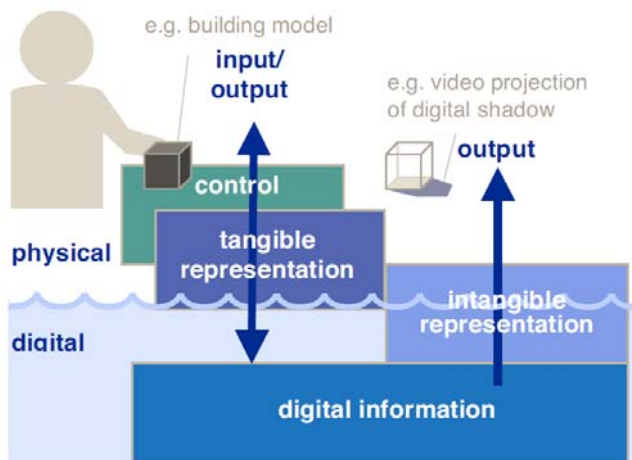 e.g. building model
input/
output
e.g. video projection
of digital shadow
output
control
physical
tangible
representation
intangible
representation
digital
digital information